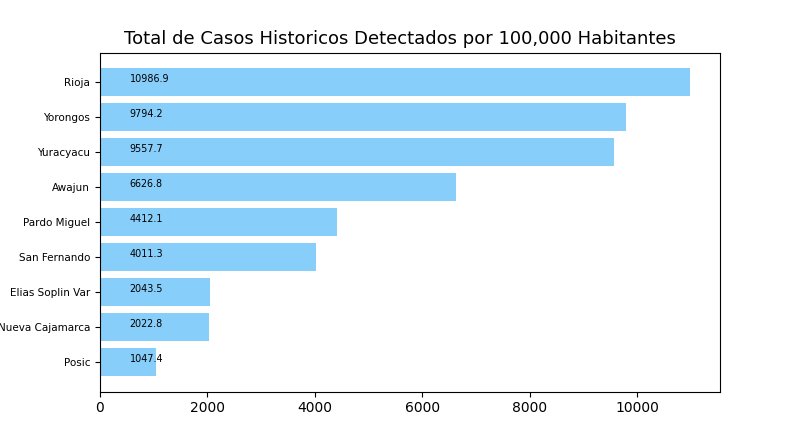 Total de Casos Historicos Detectados por 100,000 Habitantes
Rioja 10986.9
Yorongos 9794.2
Yuracyacu 9557.7
Awajun 6626.8
Pardo Miguel 4412.1
San Fernando 4011.3
Elias Soplin Var 2043.5
Nueva Cajamarca 2022.8
Posic 1047.4
0 2000 4000 6000 8000 10000